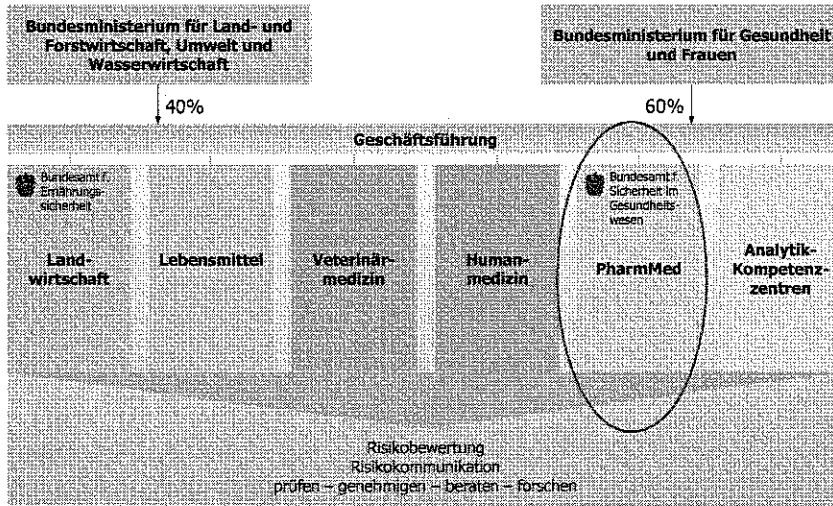 Bundesministerium für Land- und
Forstwirtschaft, Umwelt und
Wasserwirtschaft
Bundesministerium für Gesundheit
und Frauen
40%
60%
Geschäftsführung
Bundesamt f.
Ernährungs-
sicherheit
Land-
wirtschaft
Lebensmittel
Veterinär-
medizin
Human-
medizin
Bundesamt f.
Sicherheit im
Gesundheits-
wesen
PharmMed
Analytik-
Kompetenz-
zentren
Risikobewertung
Risikokommunikation
prüfen – genehmigen – beraten – forschen